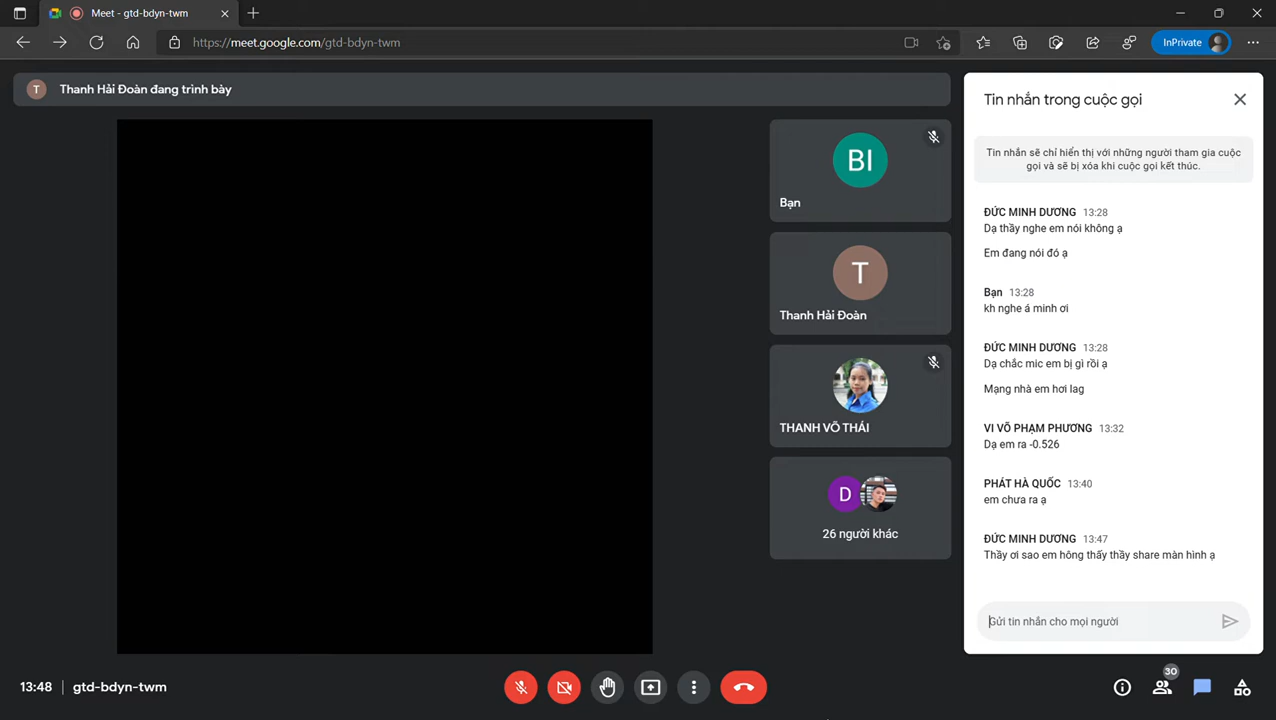 Meet - gtd-bdyn-twm
https://meet.google.com/gtd-bdyn-twm
InPrivate
T
Thanh Hải Đoàn đang trình bày
BI
Bạn
T
Thanh Hải Đoàn
THANH VÕ THÁI
D
26 người khác
Tin nhắn trong cuộc gọi
Tin nhắn sẽ chỉ hiển thị với những người tham gia cuộc
gọi và sẽ bị xóa khi cuộc gọi kết thúc.
ĐỨC MINH DƯƠNG 13:28
Dạ thầy nghe em nói không ạ
Em đang nói đó ạ
Bạn 13:28
kh nghe á minh ơi
ĐỨC MINH DƯƠNG 13:28
Dạ chắc mic em bị gì rồi ạ
Mạng nhà em hơi lag
VI VÕ PHẠM PHƯƠNG 13:32
Dạ em ra -0.526
PHÁT HÀ QUỐC 13:40
em chưa ra ạ
ĐỨC MINH DƯƠNG 13:47
Thầy ơi sao em hông thấy thầy share màn hình ạ
Gửi tin nhắn cho mọi người
13:48 | gtd-bdyn-twm
30